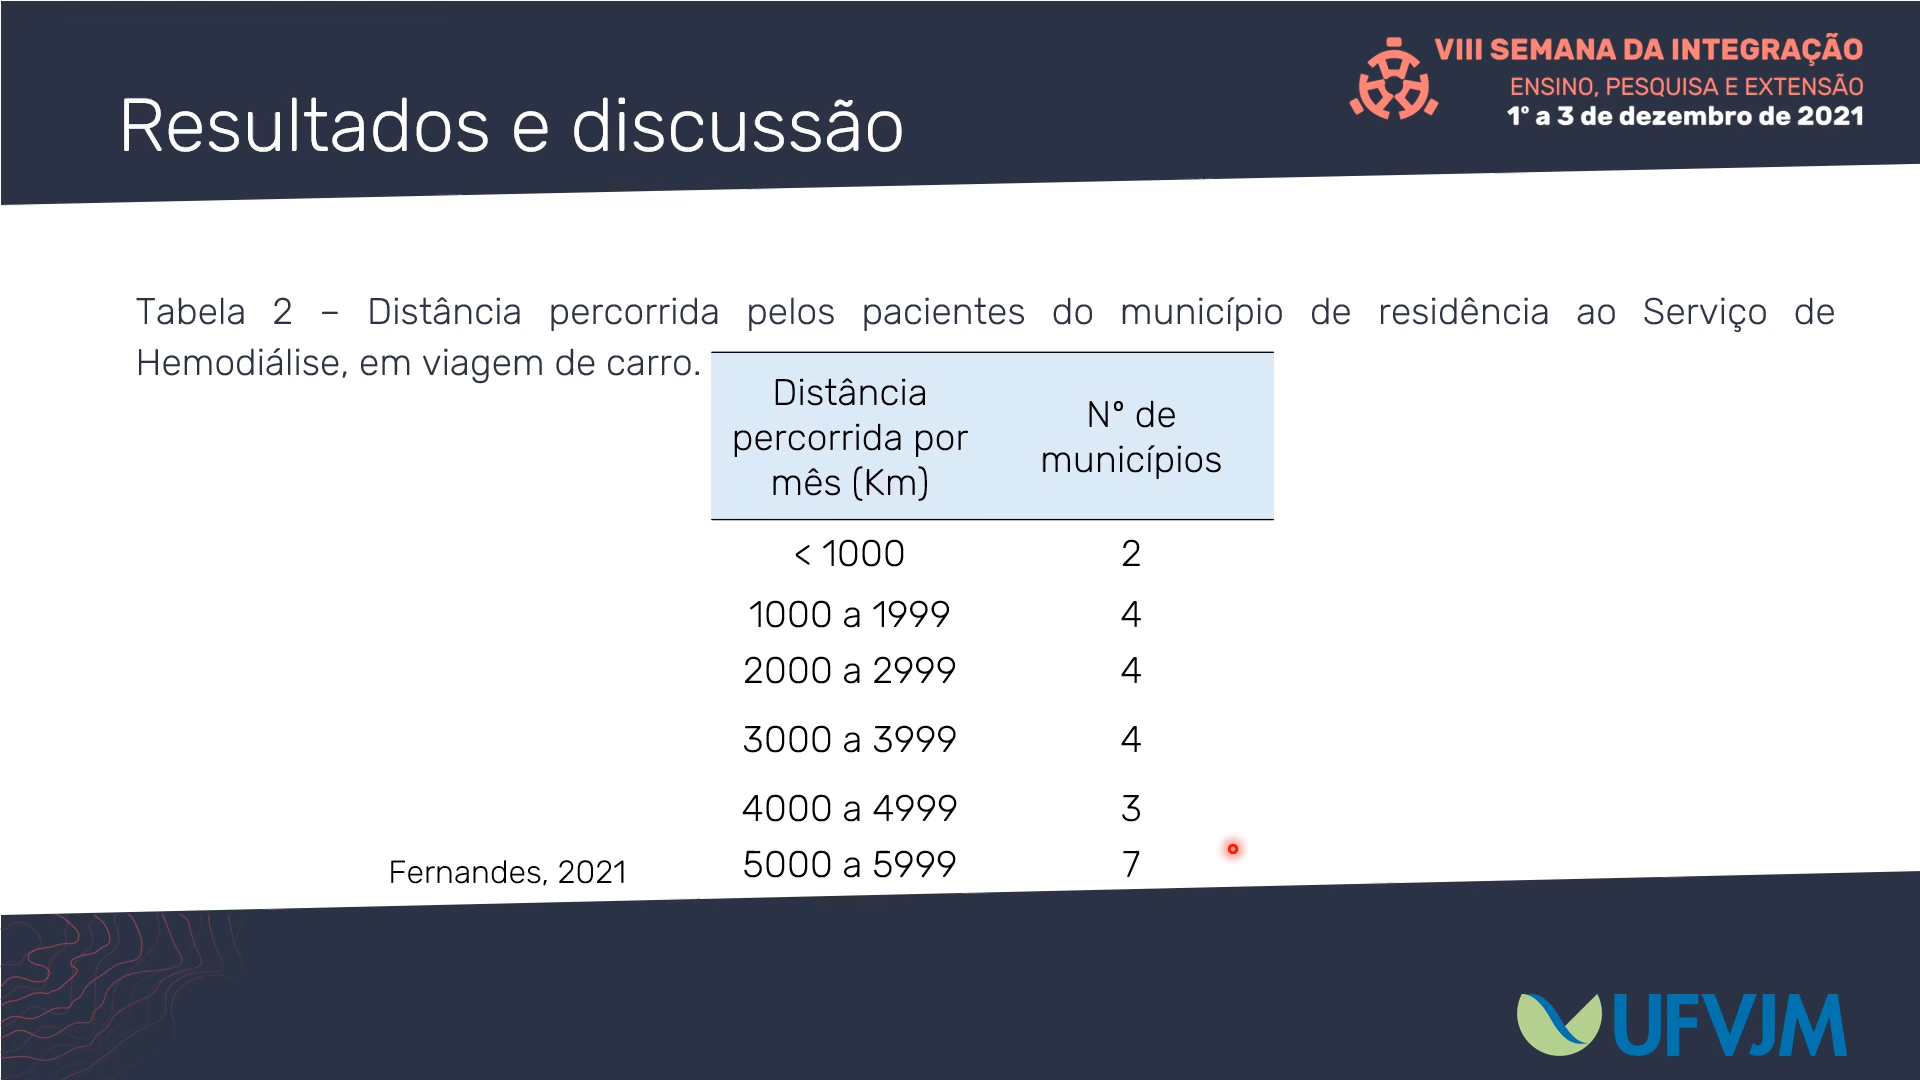 VIII SEMANA DA INTEGRAÇÃO
ENSINO, PESQUISA E EXTENSÃO
1º a 3 de dezembro de 2021
Resultados e discussão
Tabela 2 – Distância percorrida pelos pacientes do município de residência ao Serviço de
Hemodiálise, em viagem de carro.
Distância percorrida por mês (Km) Nº de municípios
< 1000 2
1000 a 1999 4
2000 a 2999 4
3000 a 3999 4
4000 a 4999 3
5000 a 5999 7
Fernandes, 2021
UFVJM